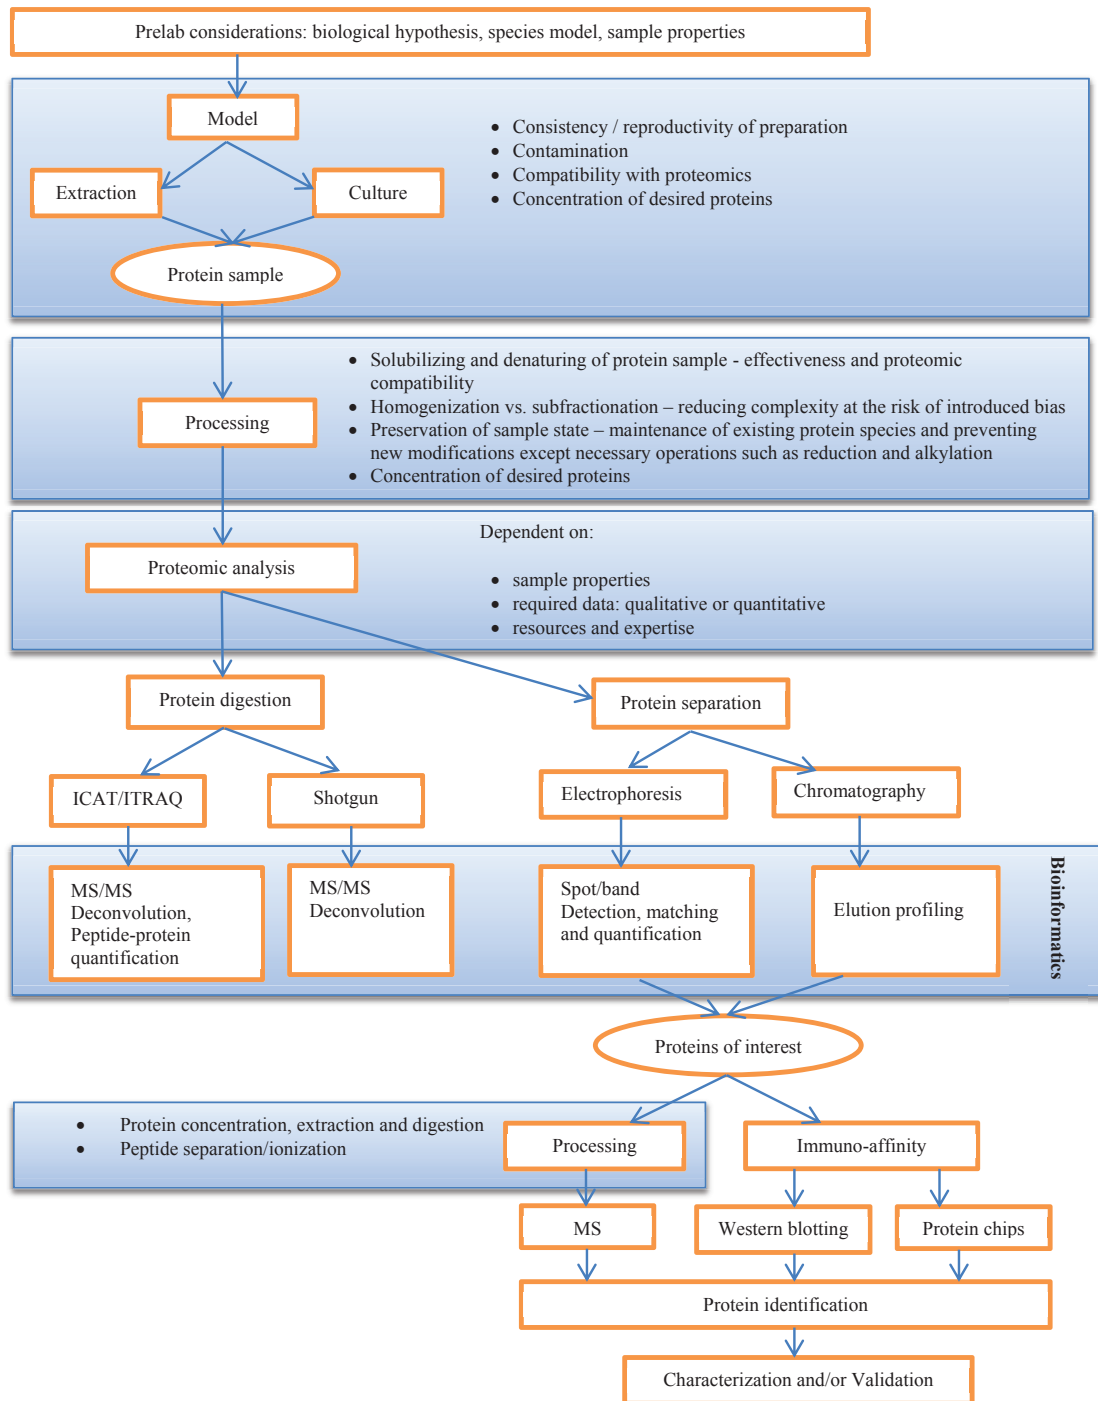 Prelab considerations: biological hypothesis, species model, sample properties
Model
Extraction
Culture
Protein sample
• Consistency / reproductivity of preparation
• Contamination
• Compatibility with proteomics
• Concentration of desired proteins
Processing
• Solubilizing and denaturing of protein sample - effectiveness and proteomic
compatibility
• Homogenization vs. subfractionation – reducing complexity at the risk of introduced bias
• Preservation of sample state – maintenance of existing protein species and preventing
new modifications except necessary operations such as reduction and alkylation
• Concentration of desired proteins
Proteomic analysis
Dependent on:
• sample properties
• required data: qualitative or quantitative
• resources and expertise
Protein digestion
Protein separation
ICAT/ITRAQ
Shotgun
Electrophoresis
Chromatography
MS/MS
Deconvolution,
Peptide-protein
quantification
MS/MS
Deconvolution
Spot/band
Detection, matching
and quantification
Elution profiling
Bioinformatics
Proteins of interest
• Protein concentration, extraction and digestion
• Peptide separation/ionization
Processing
Immuno-affinity
MS
Western blotting
Protein chips
Protein identification
Characterization and/or Validation